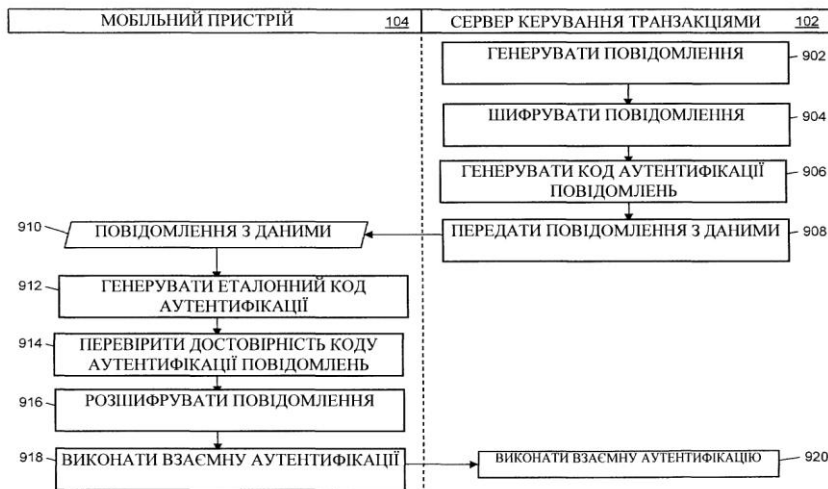 МОБІЛЬНИЙ ПРИСТРІЙ 104
СЕРВЕР КЕРУВАННЯ ТРАНЗАКЦІЯМИ 102
ГЕНЕРУВАТИ ПОВІДОМЛЕННЯ 902
ШИФРУВАТИ ПОВІДОМЛЕННЯ 904
ГЕНЕРУВАТИ КОД АУТЕНТИФІКАЦІЇ
ПОВІДОМЛЕНЬ
906
910 ПОВІДОМЛЕННЯ З ДАНИМИ
ПЕРЕДАТИ ПОВІДОМЛЕННЯ З ДАНИМИ 908
912 ГЕНЕРУВАТИ ЕТАЛОННИЙ КОД
АУТЕНТИФІКАЦІЇ
914 ПЕРЕВІРИТИ ДОСТОВІРНІСТЬ КОДУ
АУТЕНТИФІКАЦІЇ ПОВІДОМЛЕНЬ
916 РОЗШИФРУВАТИ ПОВІДОМЛЕННЯ
918 ВИКОНАТИ ВЗАЄМНУ АУТЕНТИФІКАЦІЇ
ВИКОНАТИ ВЗАЄМНУ АУТЕНТИФІКАЦІЮ 920